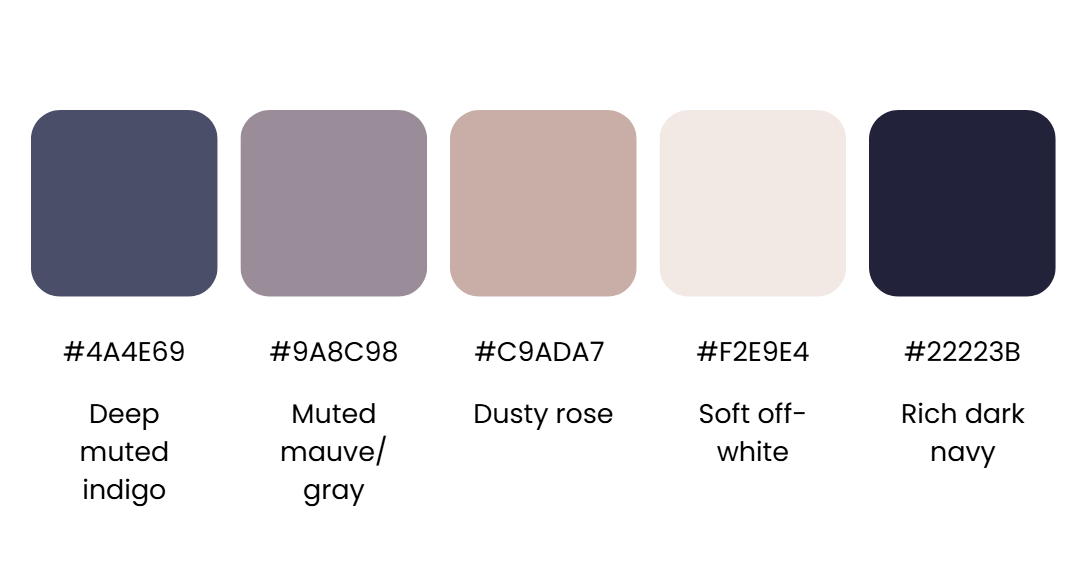 #4A4E69
#9A8C98
#C9ADA7
#F2E9E4
#22223B
Deep
muted
indigo
Muted
mauve/
gray
Dusty rose
Soft off-
white
Rich dark
navy